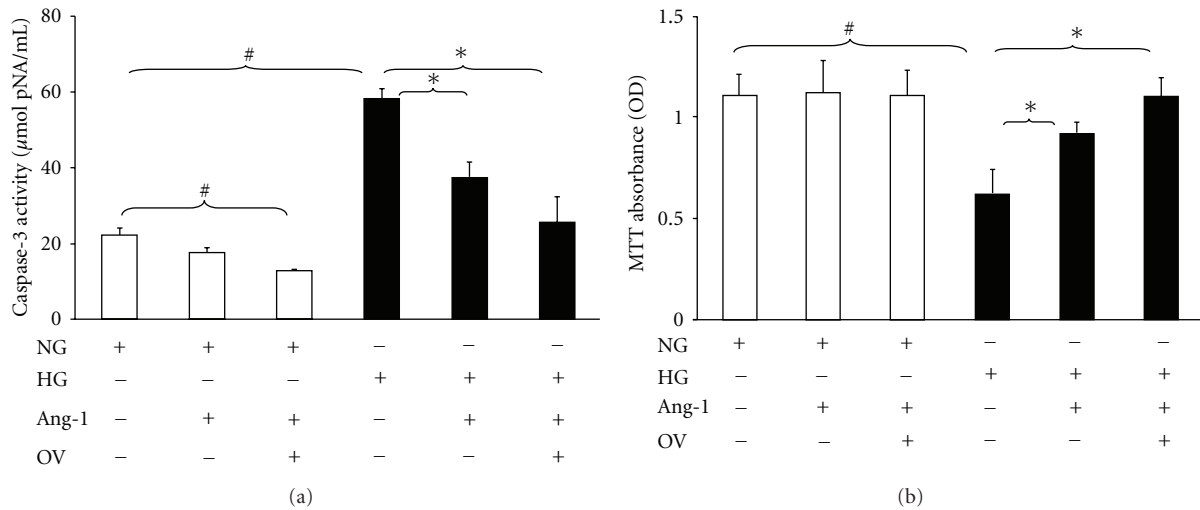 80
60
40
20
0
Caspase-3 activity (μmol pNA/mL)
#
*
*
#
NG + + + − − −
HG − − − + + +
Ang-1 − + + − + +
OV − − + − − +
(a)
1.5
1
0.5
0
MTT absorbance (OD)
#
*
*
NG + + + − − −
HG − − − + + +
Ang-1 − + + − + +
OV − − + − − +
(b)